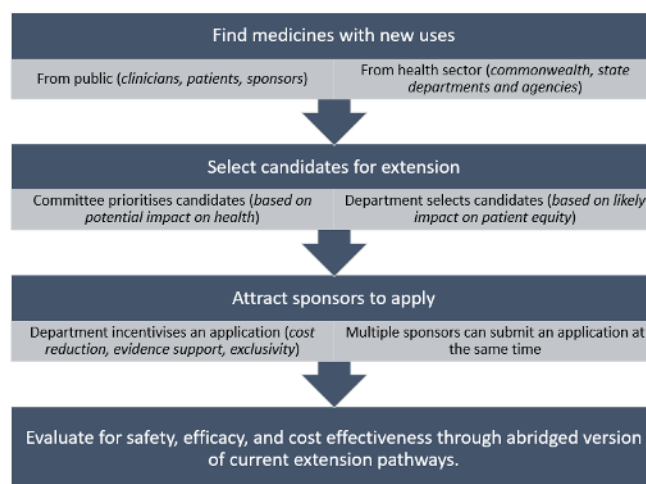 Find medicines with new uses
From public (clinicians, patients, sponsors)
From health sector (commonwealth, state
departments and agencies)
Select candidates for extension
Committee prioritises candidates (based on
potential impact on health)
Department selects candidates (based on likely
impact on patient equity)
Attract sponsors to apply
Department incentivises an application (cost
reduction, evidence support, exclusivity)
Multiple sponsors can submit an application at
the same time
Evaluate for safety, efficacy, and cost effectiveness through abridged version
of current extension pathways.